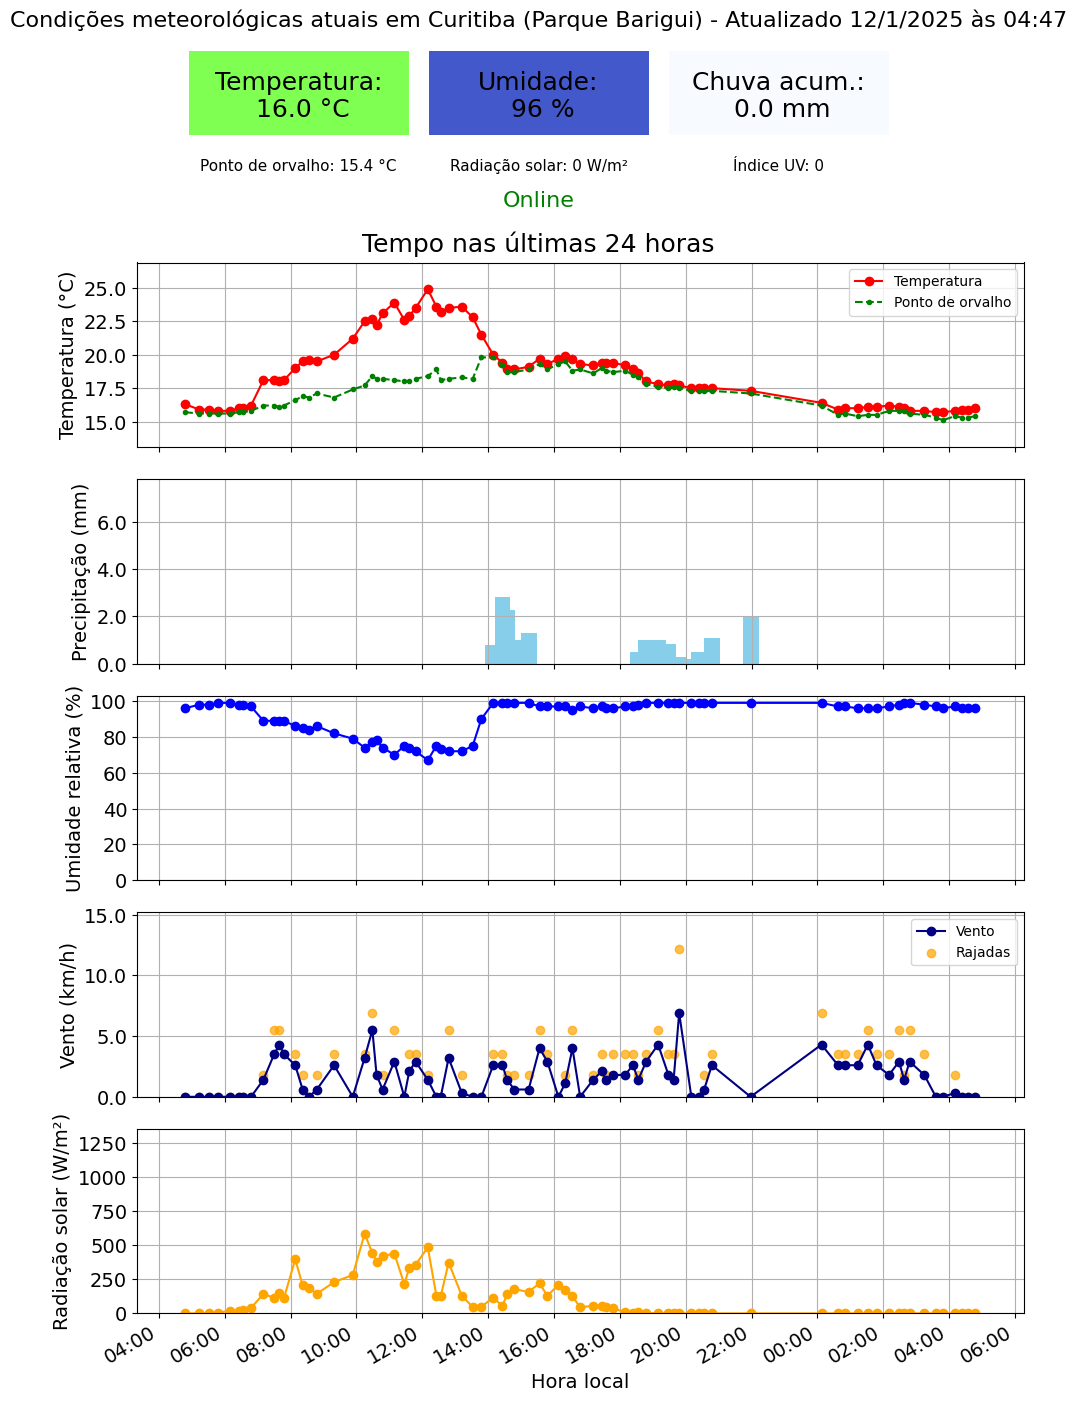 Condições meteorológicas atuais em Curitiba (Parque Barigui) - Atualizado 12/1/2025 às 04:47
Temperatura:
16.0 °C
Umidade:
96 %
Chuva acum.:
0.0 mm
Ponto de orvalho: 15.4 °C
Radiação solar: 0 W/m²
Índice UV: 0
Online
Tempo nas últimas 24 horas
Temperatura (°C)
25.0
22.5
20.0
17.5
15.0
Temperatura
Ponto de orvalho
Precipitação (mm)
6.0
4.0
2.0
0.0
Umidade relativa (%)
100
80
60
40
20
0
Vento (km/h)
15.0
10.0
5.0
0.0
Vento
Rajadas
Radiação solar (W/m²)
1250
1000
750
500
250
0
04:00 06:00 08:00 10:00 12:00 14:00 16:00 18:00 20:00 22:00 00:00 02:00 04:00 06:00
Hora local